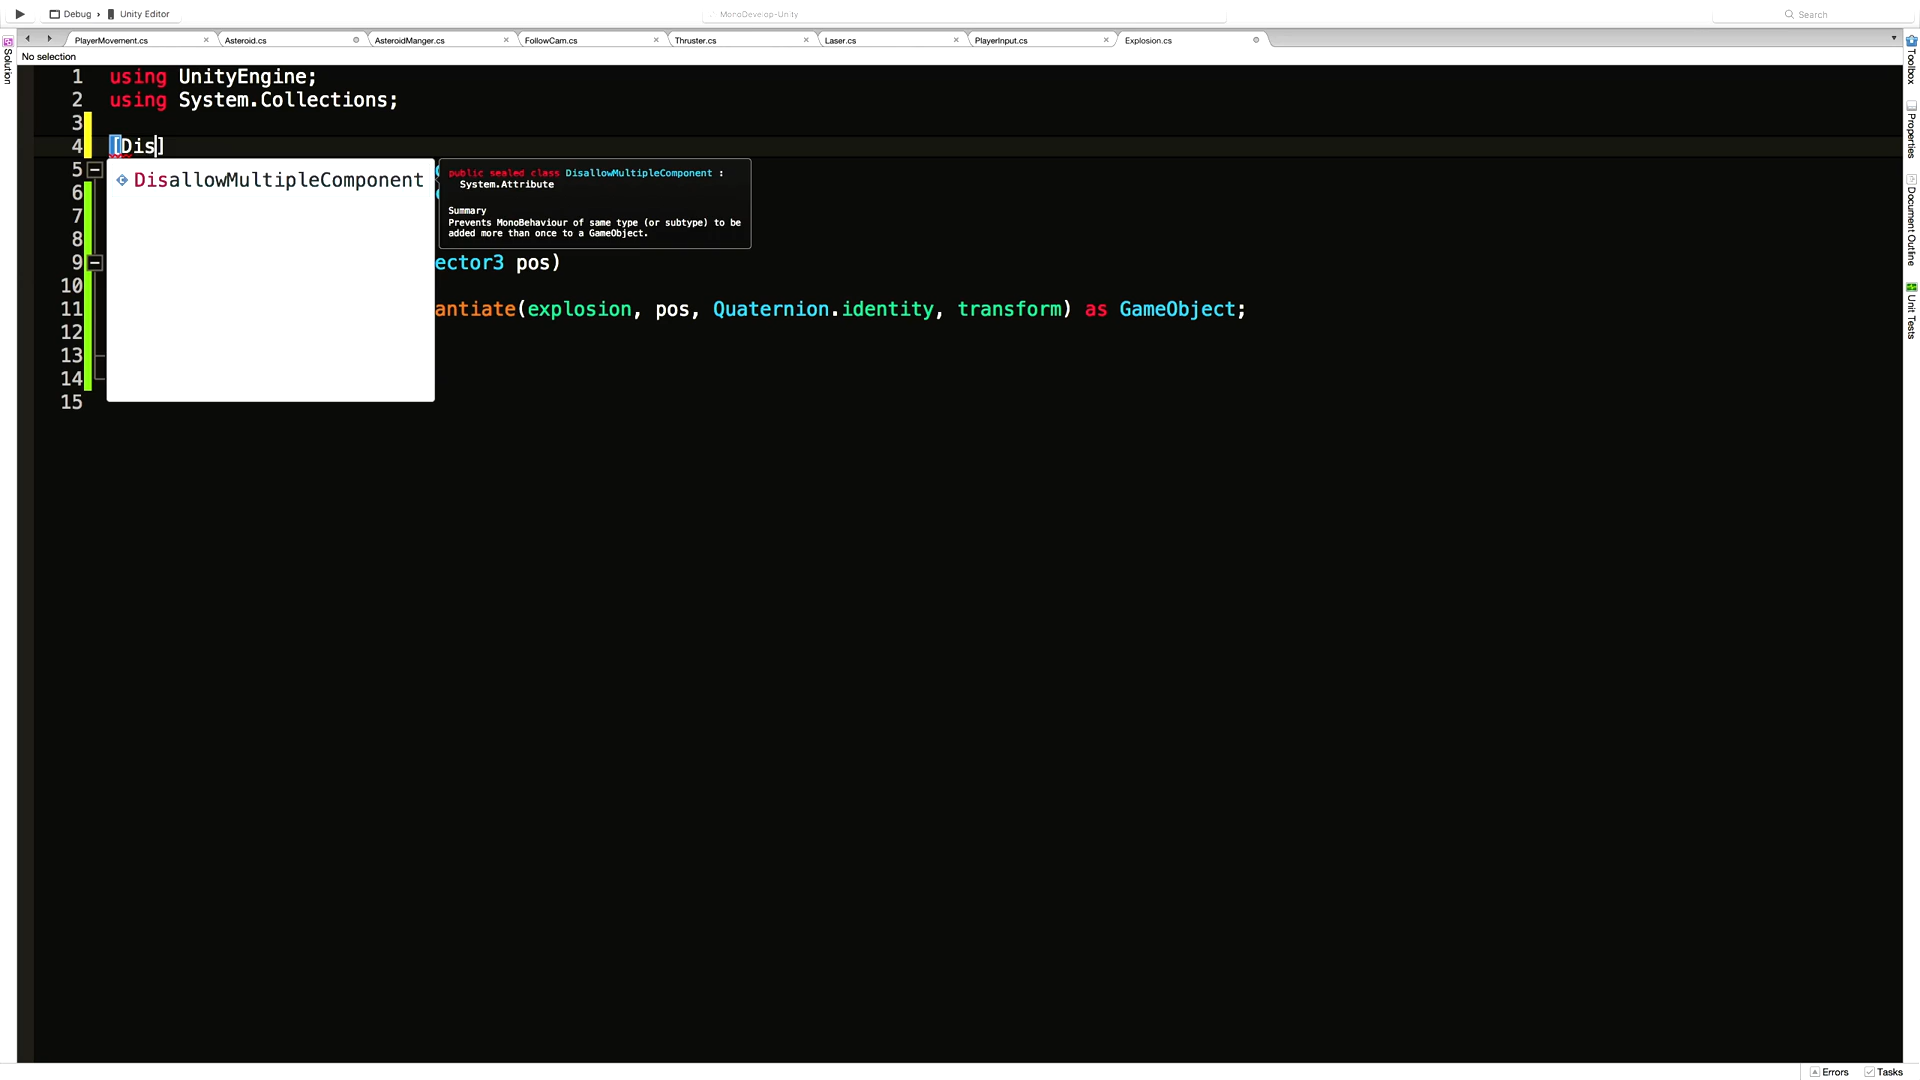 Debug › Unity Editor
MonoDevelop-Unity
Search
PlayerMovement.cs
Asteroid.cs
AsteroidManger.cs
FollowCam.cs
Thruster.cs
Laser.cs
PlayerInput.cs
Explosion.cs
No selection
Solution
Toolbox
Properties
Document Outline
Unit Tests
1 using UnityEngine;
2 using System.Collections;
3
4 [Dis]
5
6
7
8
9 ector3 pos)
10
11 antiate(explosion, pos, Quaternion.identity, transform) as GameObject;
12
13
14
15
DisallowMultipleComponent
public sealed class DisallowMultipleComponent :
System.Attribute
Summary
Prevents MonoBehaviour of same type (or subtype) to be
added more than once to a GameObject.
Errors
Tasks